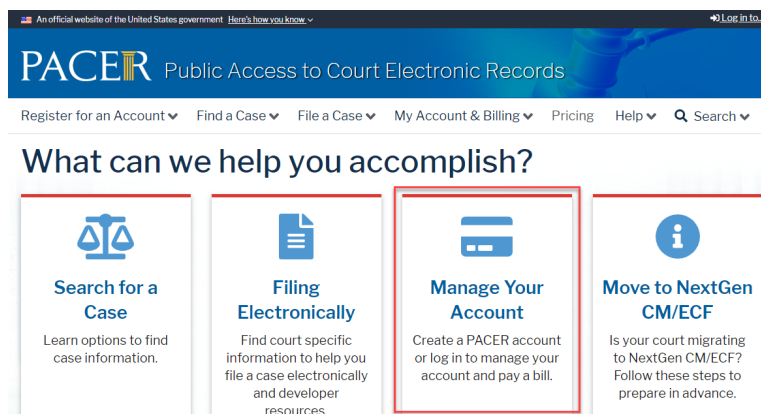 An official website of the United States government Here's how you know
Log in to...
PACER Public Access to Court Electronic Records
Register for an Account Find a Case File a Case My Account & Billing Pricing Help Search
What can we help you accomplish?
Search for a
Case
Learn options to find
case information.
Filing
Electronically
Find court specific
information to help you
file a case electronically
and developer
resources
Manage Your
Account
Create a PACER account
or log in to manage your
account and pay a bill.
Move to NextGen
CM/ECF
Is your court migrating
to NextGen CM/ECF?
Follow these steps to
prepare in advance.